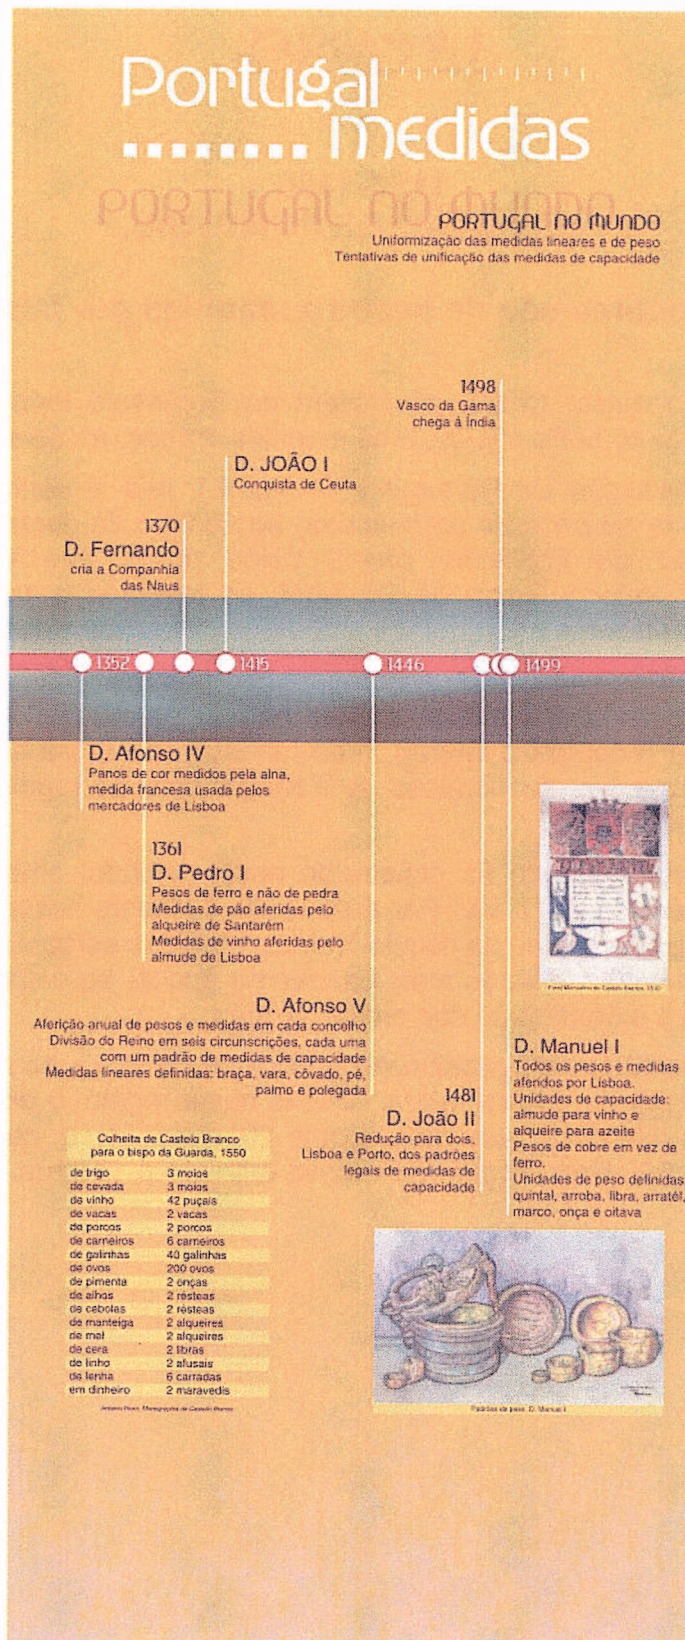 Portugal
medidas
PORTUGAL NO MUNDO
PORTUGAL NO MUNDO
Uniformização das medidas lineares e de peso
Tentativas de unificação das medidas de capacidade
1498
Vasco da Gama
chega á Índia
D. JOÃO I
Conquista de Ceuta
1370
D. Fernando
cria a Companhia
das Naus
1352
1415
1446
1499
D. Afonso IV
Panos de cor medidos pela alna,
medida francesa usada pelos
mercadores de Lisboa
1361
D. Pedro I
Pesos de ferro e não de pedra
Medidas de pão aferidas pelo
alqueire de Santarém
Medidas de vinho aferidas pelo
almude de Lisboa
D. Afonso V
Aferição anual de pesos e medidas em cada concelho
Divisão do Reino em seis circunscrições, cada uma
com um padrão de medidas de capacidade
Medidas lineares definidas: braça, vara, côvado, pé,
palmo e polegada
1481
D. João II
Redução para dois,
Lisboa e Porto, dos padrões
legais de medidas de
capacidade
D. Manuel I
Todos os pesos e medidas
aferidos por Lisboa.
Unidades de capacidade:
almude para vinho e
alqueire para azeite
Pesos de cobre em vez de
ferro.
Unidades de peso definidas:
quintal, arroba, libra, arratél,
marco, onça e oitava
Colheita de Castelo Branco
para o bispo da Guarda, 1550
de trigo 3 moios
de cevada 3 moios
de vinho 42 puçais
de vacas 2 vacas
de porcos 2 porcos
de carneiros 6 carneiros
de galinhas 40 galinhas
de ovos 200 ovos
de pimenta 2 onças
de alhos 2 résteas
de cebolas 2 résteas
de manteiga 2 alqueires
de mel 2 alqueires
de cera 2 libras
de linho 2 afusais
de lenha 6 carradas
em dinheiro 2 maravedis
Padrões de peso, D. Manuel I